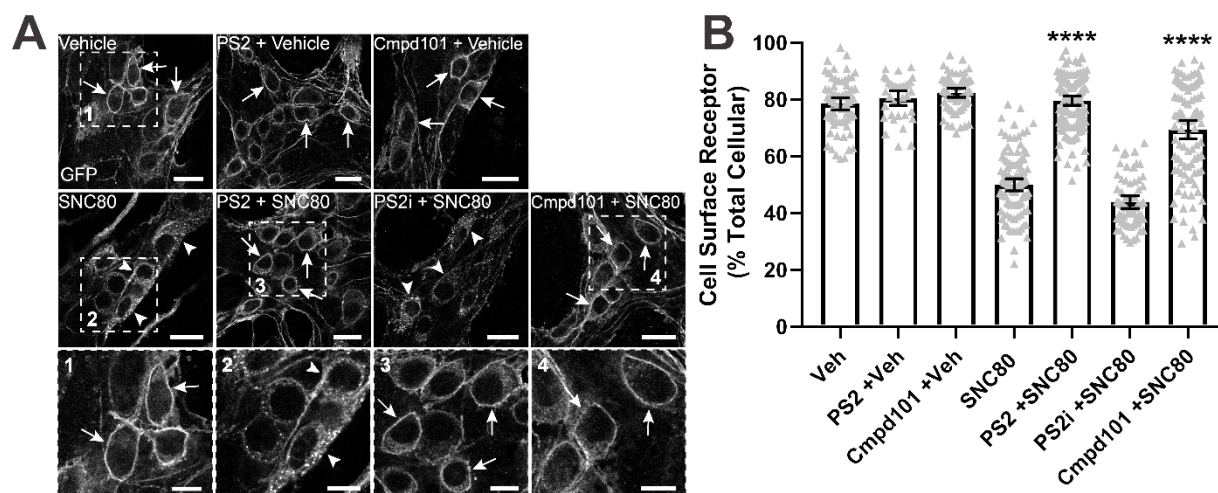 A
Vehicle
PS2 + Vehicle
Cmpd101 + Vehicle
1
GFP
SNC80
PS2 + SNC80
PS2i + SNC80
Cmpd101 + SNC80
2
3
4
1
2
3
4
B
**** ****
Cell Surface Receptor
(% Total Cellular)
100
80
60
40
20
0
Veh
PS2 +Veh
Cmpd101 +Veh
SNC80
PS2 +SNC80
PS2i +SNC80
Cmpd101 +SNC80